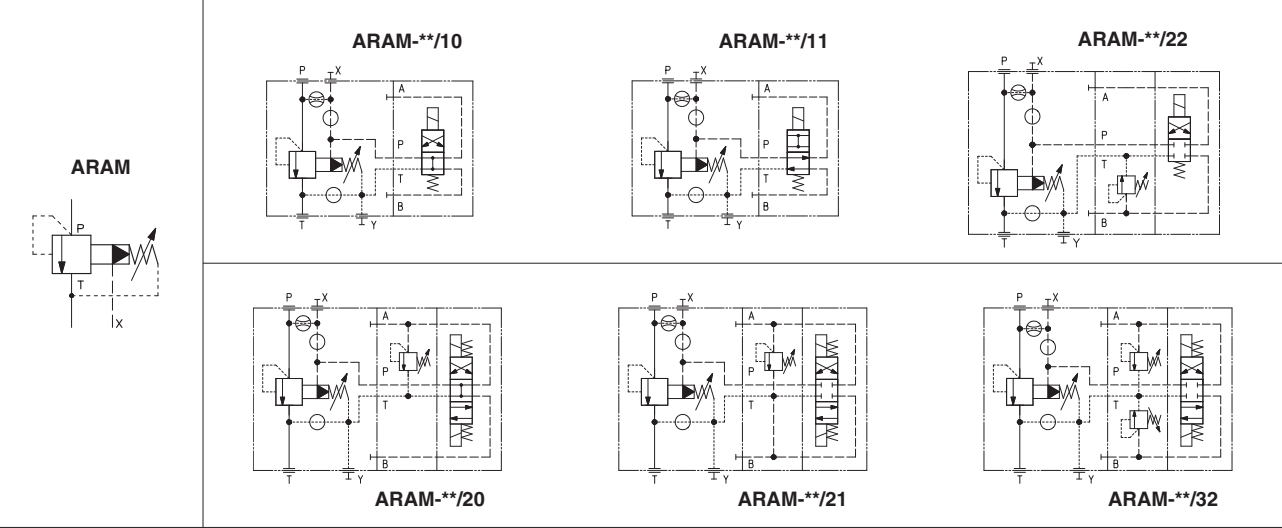 ARAM
P
T
X
ARAM-**/10
P X
A
P
T
B
T Y
ARAM-**/11
P X
A
P
T
B
T Y
ARAM-**/22
P X
A
P
T
B
T Y
P X
A
P
T
B
T Y
ARAM-**/20
P X
A
P
T
B
T Y
ARAM-**/21
P X
A
P
T
B
T Y
ARAM-**/32